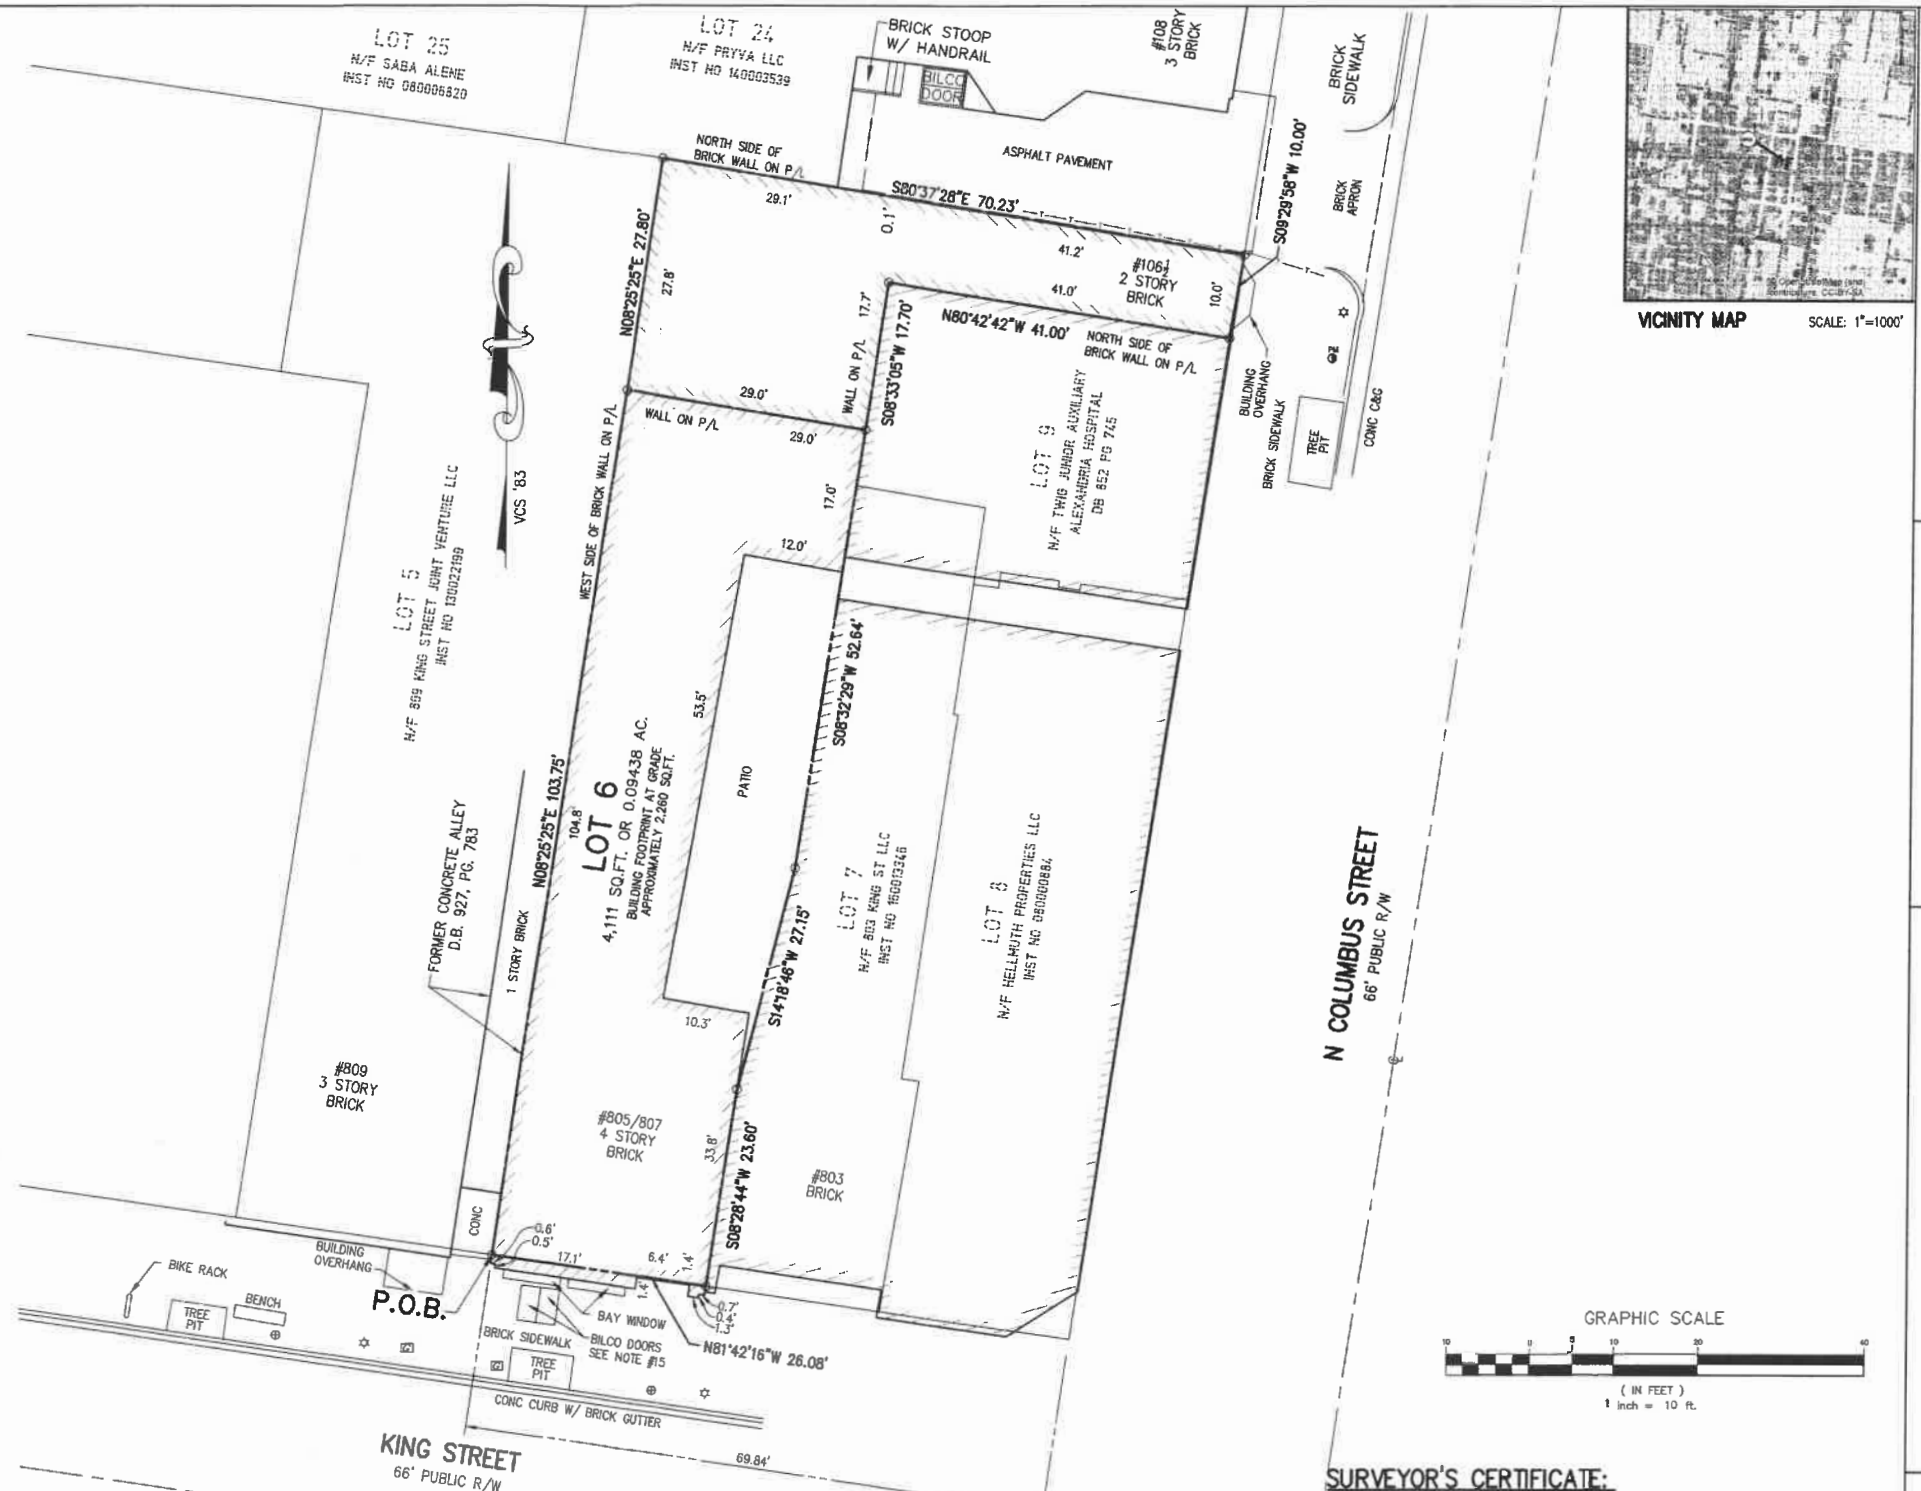 LOT 25
N/F SABA ALENE
INST NO 080006820
LOT 24
N/F PRYVA LLC
INST NO 140003539
BRICK STOOP
W/ HANDRAIL
BILCO
DOOR
#108
3 STORY
BRICK
BRICK
SIDEWALK
NORTH SIDE OF
BRICK WALL ON P/L
ASPHALT PAVEMENT
S80°37'28"E 70.23'
29.1'
0.1'
41.2'
S09°29'58"W 10.00'
BRICK
APRON
VICINITY MAP
SCALE: 1"=1000'
N08°25'25"E 27.80'
27.8'
#106½
2 STORY
BRICK
41.0'
10.0'
17.7'
N80°42'42"W 41.00'
NORTH SIDE OF
BRICK WALL ON P/L
S08°33'05"W 17.70'
WALL ON P/L
BUILDING
OVERHANG
BRICK SIDEWALK
TREE
PIT
CONC C&G
29.0'
WALL ON P/L
29.0'
VCS '83
WEST SIDE OF BRICK WALL ON P/L
17.0'
12.0'
LOT 9
N/F TWIG JUNIOR AUXILIARY
ALEXANDRIA HOSPITAL
DB 852 PG 745
LOT 5
N/F 809 KING STREET JOINT VENTURE LLC
INST NO 130022199
S08°32'29"W 52.64'
53.5'
PATIO
N08°25'25"E 103.75'
104.8'
LOT 6
4,111 SQ.FT. OR 0.09438 AC.
BUILDING FOOTPRINT AT GRADE
APPROXIMATELY 2,260 SQ.FT.
FORMER CONCRETE ALLEY
D.B. 927, PG. 783
1 STORY BRICK
LOT 7
N/F 803 KING ST LLC
INST NO 160013346
LOT 8
N/F HELLMUTH PROPERTIES LLC
INST NO 080000884
S14°18'46"W 27.15'
10.3'
N COLUMBUS STREET
66' PUBLIC R/W
#809
3 STORY
BRICK
#805/807
4 STORY
BRICK
33.8'
S08°28'44"W 23.60'
#803
BRICK
CONC
0.6'
0.5'
17.1'
6.4'
1.4'
1.4'
0.7'
0.4'
1.3'
BUILDING
OVERHANG
BIKE RACK
BENCH
TREE
PIT
P.O.B.
BAY WINDOW
BRICK SIDEWALK
BILCO DOORS
SEE NOTE #15
N81°42'16"W 26.08'
TREE
PIT
CONC CURB W/ BRICK GUTTER
KING STREET
66' PUBLIC R/W
69.84'
GRAPHIC SCALE
10 0 5 10 20 40
( IN FEET )
1 inch = 10 ft.
SURVEYOR'S CERTIFICATE: